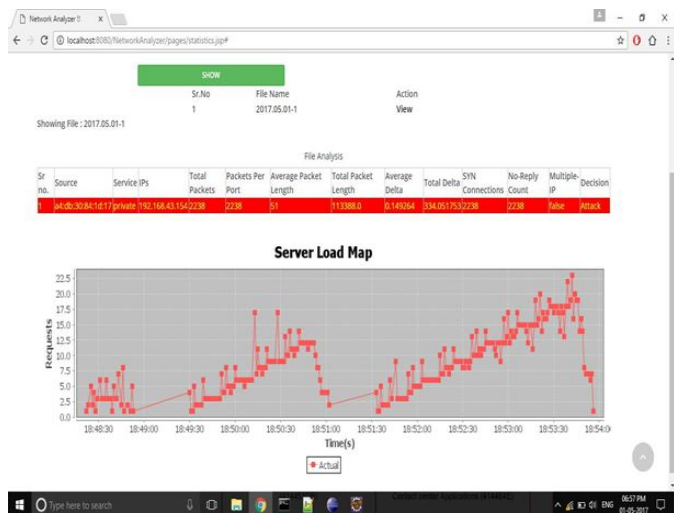 Network Analyzer ::
localhost:8080/NetworkAnalyzer/pages/statistics.jsp#
SHOW
Sr.No File Name Action
1 2017.05.01-1 View
Showing File : 2017.05.01-1
File Analysis
Sr no. Source Service IPs Total Packets Packets Per Port Average Packet Length Total Packet Length Average Delta Total Delta SYN Connections No-Reply Count Multiple-IP Decision
1 a4:db:30:84:1d:17 private 192.168.43.154 2238 2238 51 113388.0 0.149264 334.051753 2238 2238 false Attack
Server Load Map
Requests
22.5
20.0
17.5
15.0
12.5
10.0
7.5
5.0
2.5
0.0
18:48:30 18:49:00 18:49:30 18:50:00 18:50:30 18:51:00 18:51:30 18:52:00 18:52:30 18:53:00 18:53:30 18:54:0
Time(s)
Actual
Type here to search
ENG
06:57 PM
01-05-2017